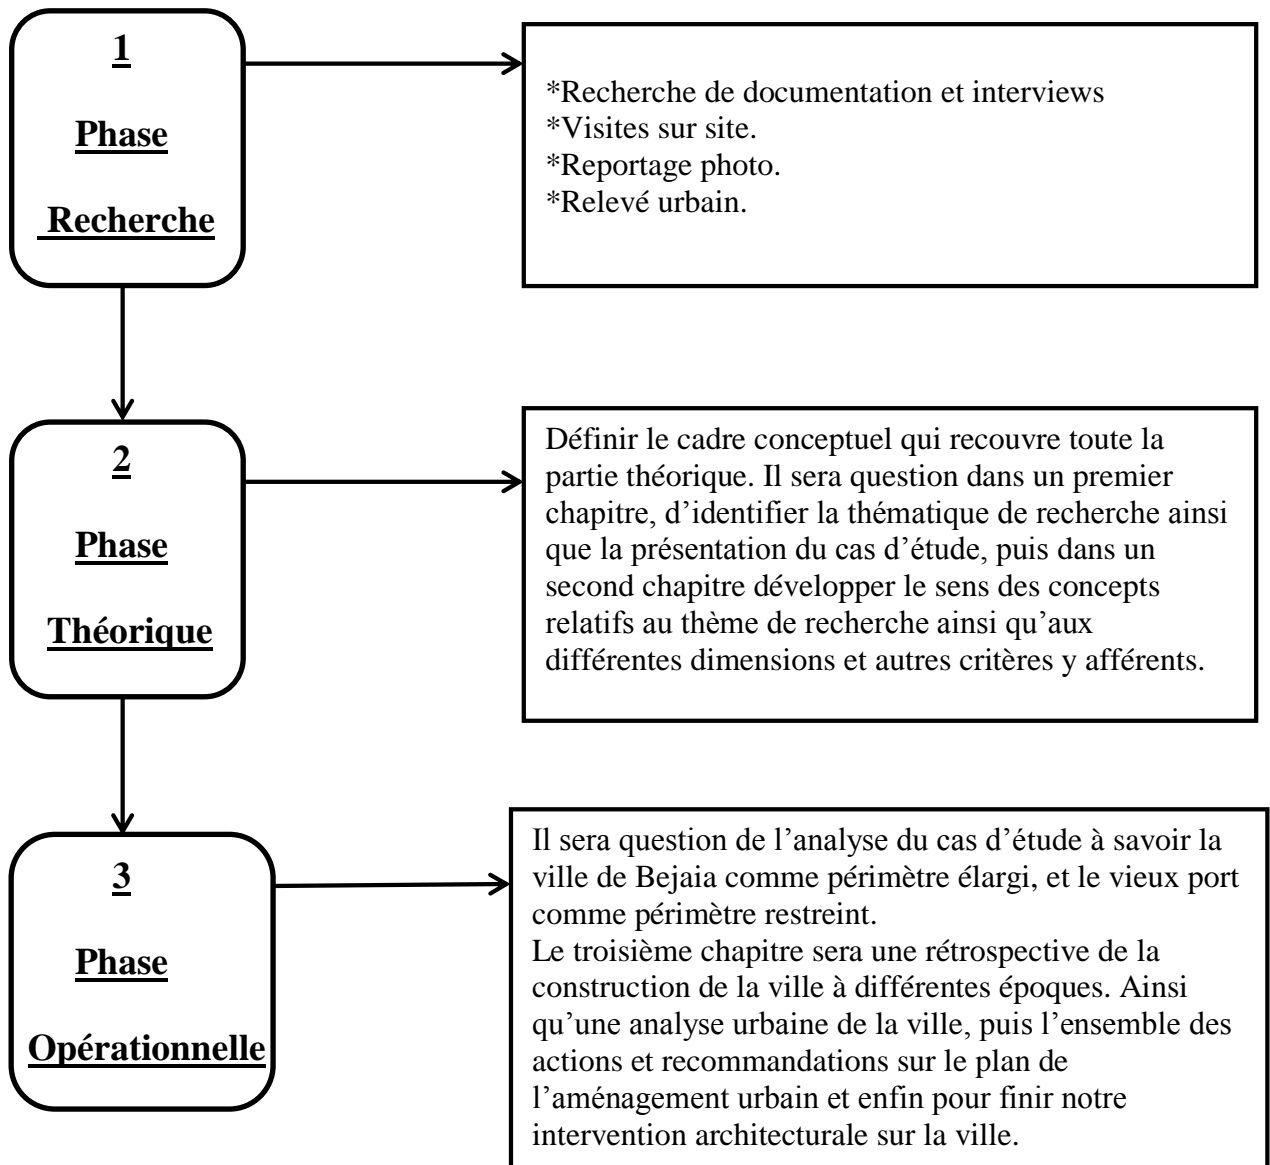 1
Phase
Recherche
*Recherche de documentation et interviews
*Visites sur site.
*Reportage photo.
*Relevé urbain.
2
Phase
Théorique
Définir le cadre conceptuel qui recouvre toute la
partie théorique. Il sera question dans un premier
chapitre, d’identifier la thématique de recherche ainsi
que la présentation du cas d’étude, puis dans un
second chapitre développer le sens des concepts
relatifs au thème de recherche ainsi qu’aux
différentes dimensions et autres critères y afférents.
3
Phase
Opérationnelle
Il sera question de l’analyse du cas d’étude à savoir la
ville de Bejaia comme périmètre élargi, et le vieux port
comme périmètre restreint.
Le troisième chapitre sera une rétrospective de la
construction de la ville à différentes époques. Ainsi
qu’une analyse urbaine de la ville, puis l’ensemble des
actions et recommandations sur le plan de
l’aménagement urbain et enfin pour finir notre
intervention architecturale sur la ville.